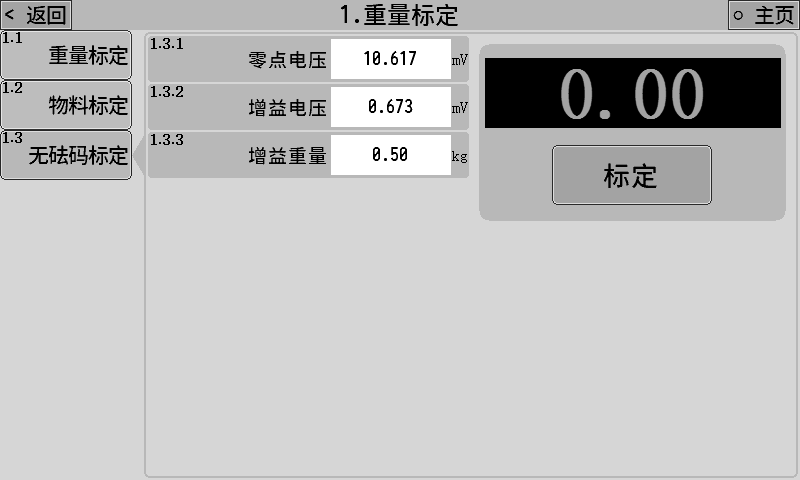 < 返回
1.重量标定
○ 主页
1.1
重量标定
1.2
物料标定
1.3
无砝码标定
1.3.1
零点电压 10.617 mV
1.3.2
增益电压 0.673 mV
1.3.3
增益重量 0.50 kg
0.00
标定